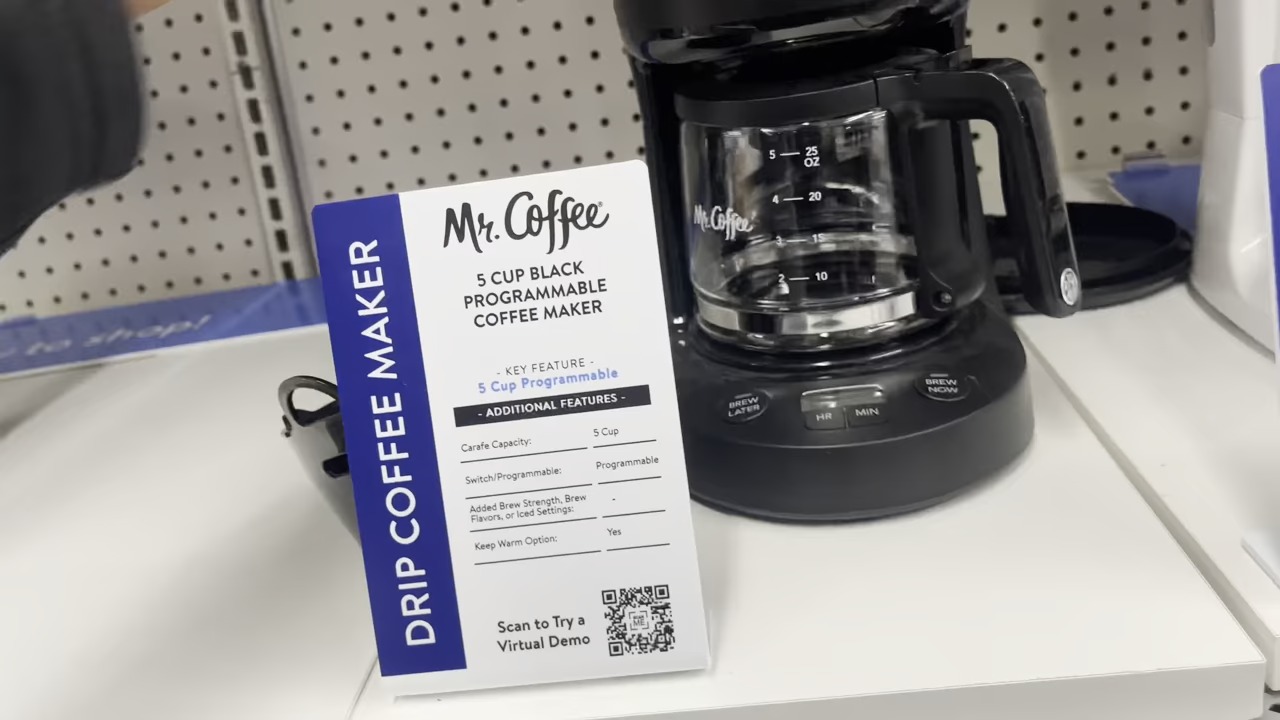 DRIP COFFEE MAKER
Mr. Coffee®
5 CUP BLACK
PROGRAMMABLE
COFFEE MAKER
- KEY FEATURE -
5 Cup Programmable
- ADDITIONAL FEATURES -
Carafe Capacity: 5 Cup
Switch/Programmable: Programmable
Added Brew Strength, Brew
Flavors, or Iced Settings: -
Keep Warm Option: Yes
Scan to Try a
Virtual Demo
5 — 25
OZ
4 — 20
Mr. Coffee
3 — 15
2 — 10
BREW
LATER
HR
MIN
BREW
NOW
to shop!